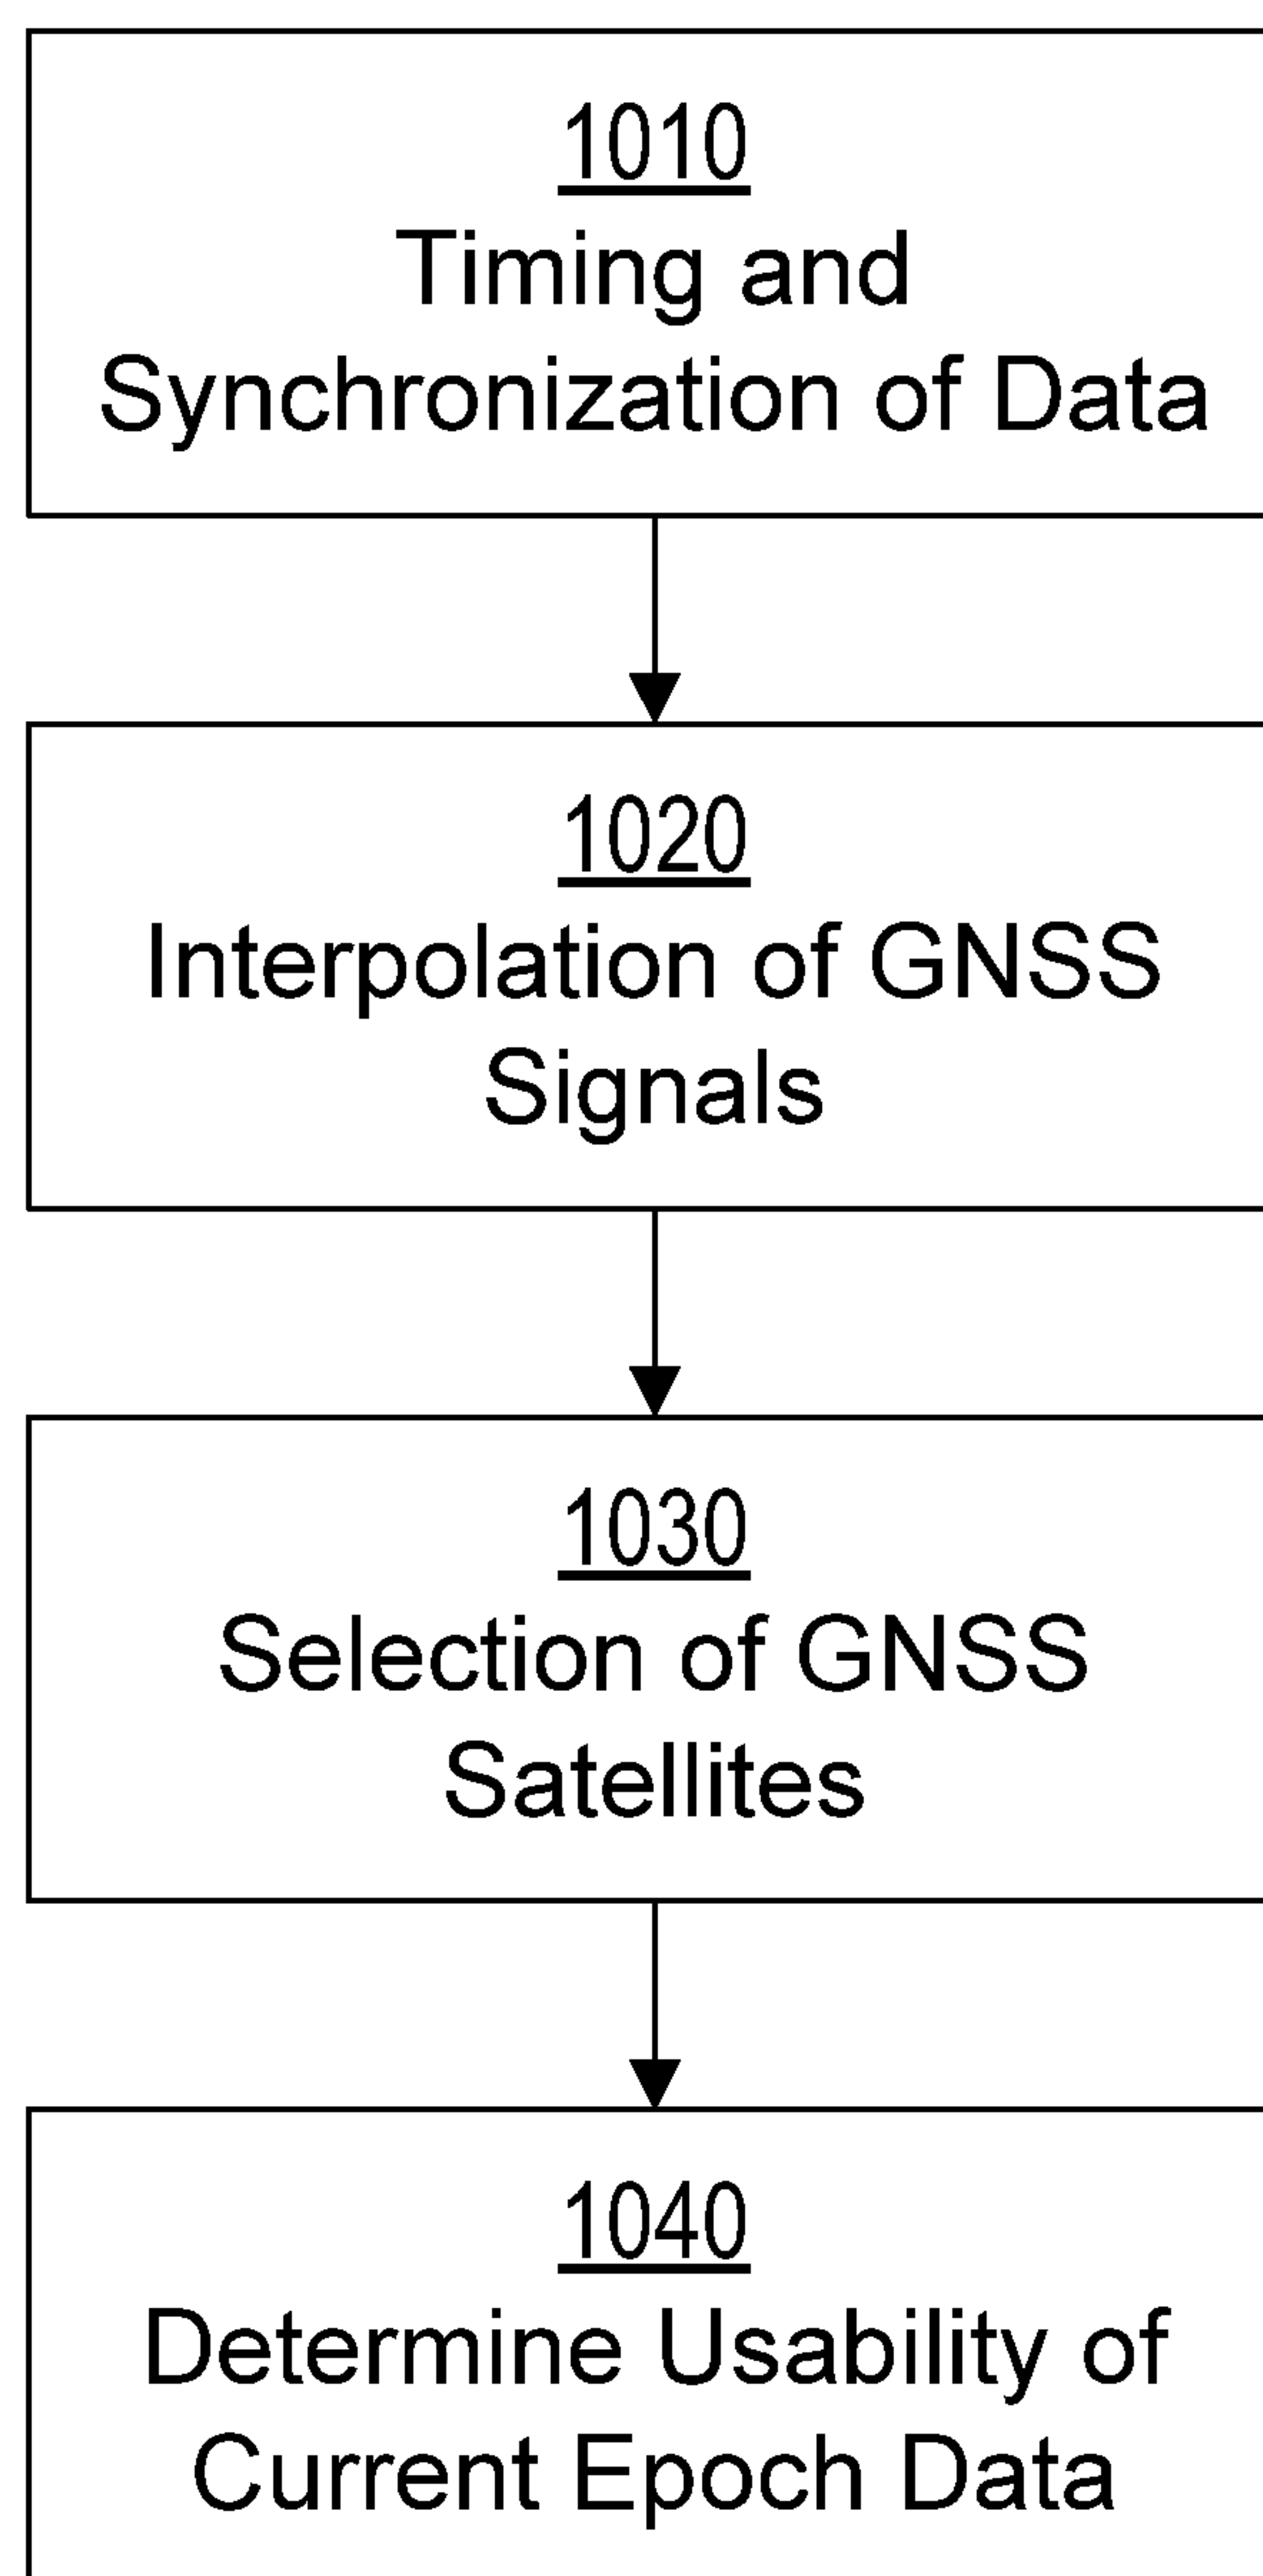 1010
Timing and
Synchronization of Data
1020
Interpolation of GNSS
Signals
1030
Selection of GNSS
Satellites
1040
Determine Usability of
Current Epoch Data